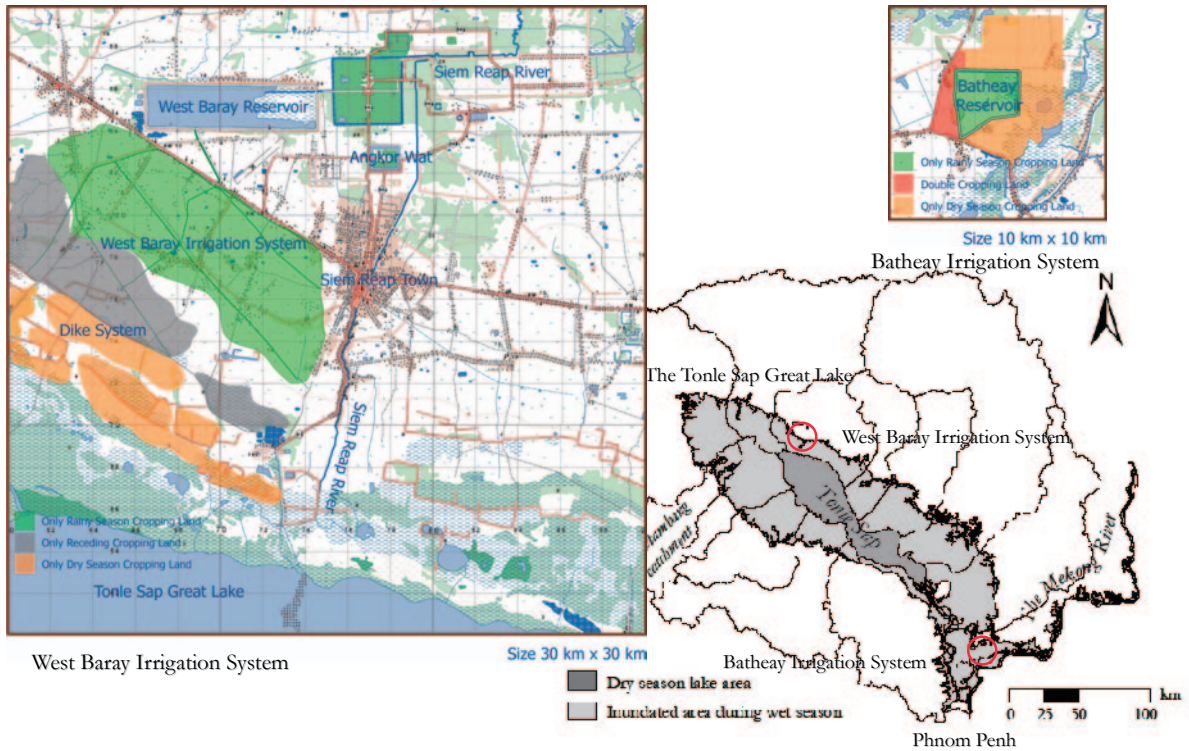 West Baray Reservoir
Siem Reap River
Angkor Wat
West Baray Irrigation System
Siem Reap Town
Dike System
Siem Reap River
Only Rainy Season Cropping Land
Only Receding Cropping Land
Only Dry Season Cropping Land
Tonle Sap Great Lake
West Baray Irrigation System
Size 30 km x 30 km
Batheay
Reservoir
Only Rainy Season Cropping Land
Double Cropping Land
Only Dry Season Cropping Land
Size 10 km x 10 km
Batheay Irrigation System
N
The Tonle Sap Great Lake
West Baray Irrigation System
Tonle Sap
The Mekong River
Batheay Irrigation System
Dry season lake area
Inundated area during wet season
km
0 25 50 100
Phnom Penh